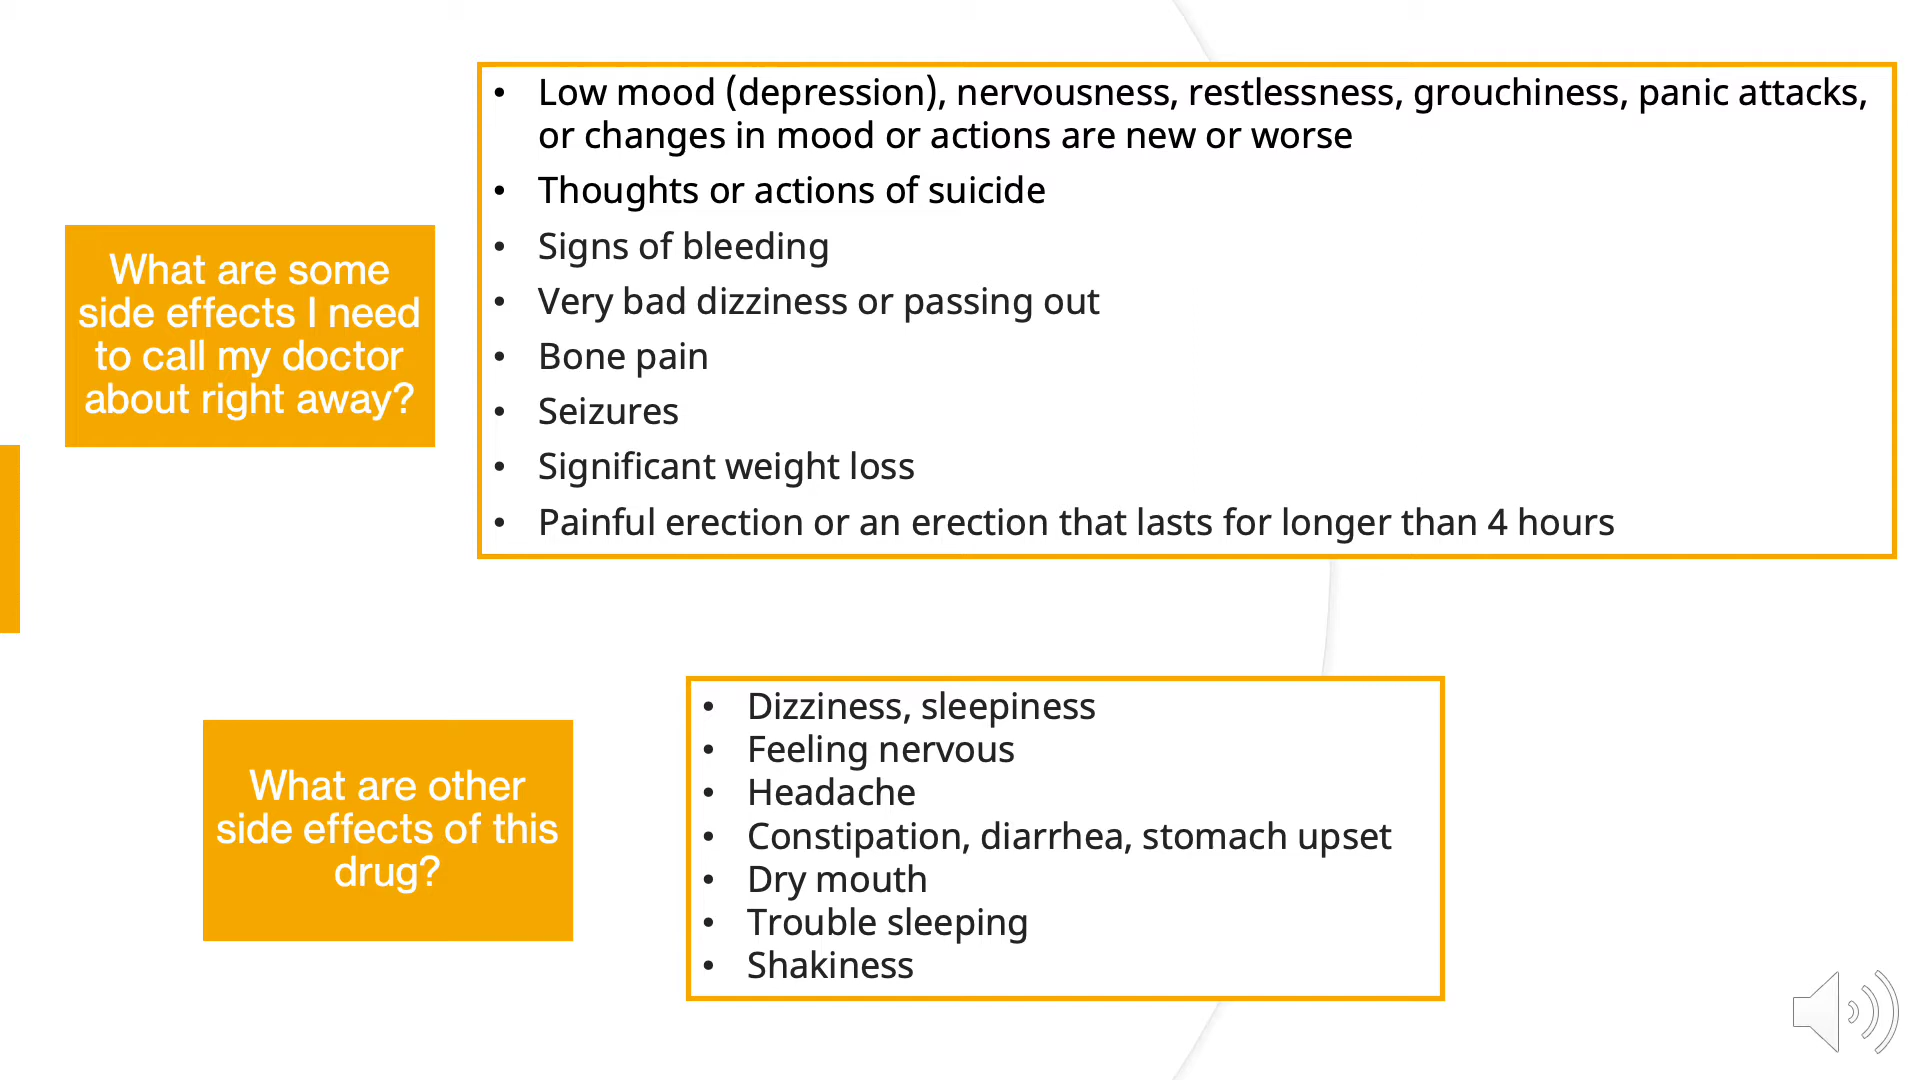 What are some
side effects I need
to call my doctor
about right away?
• Low mood (depression), nervousness, restlessness, grouchiness, panic attacks,
or changes in mood or actions are new or worse
• Thoughts or actions of suicide
• Signs of bleeding
• Very bad dizziness or passing out
• Bone pain
• Seizures
• Significant weight loss
• Painful erection or an erection that lasts for longer than 4 hours
What are other
side effects of this
drug?
• Dizziness, sleepiness
• Feeling nervous
• Headache
• Constipation, diarrhea, stomach upset
• Dry mouth
• Trouble sleeping
• Shakiness